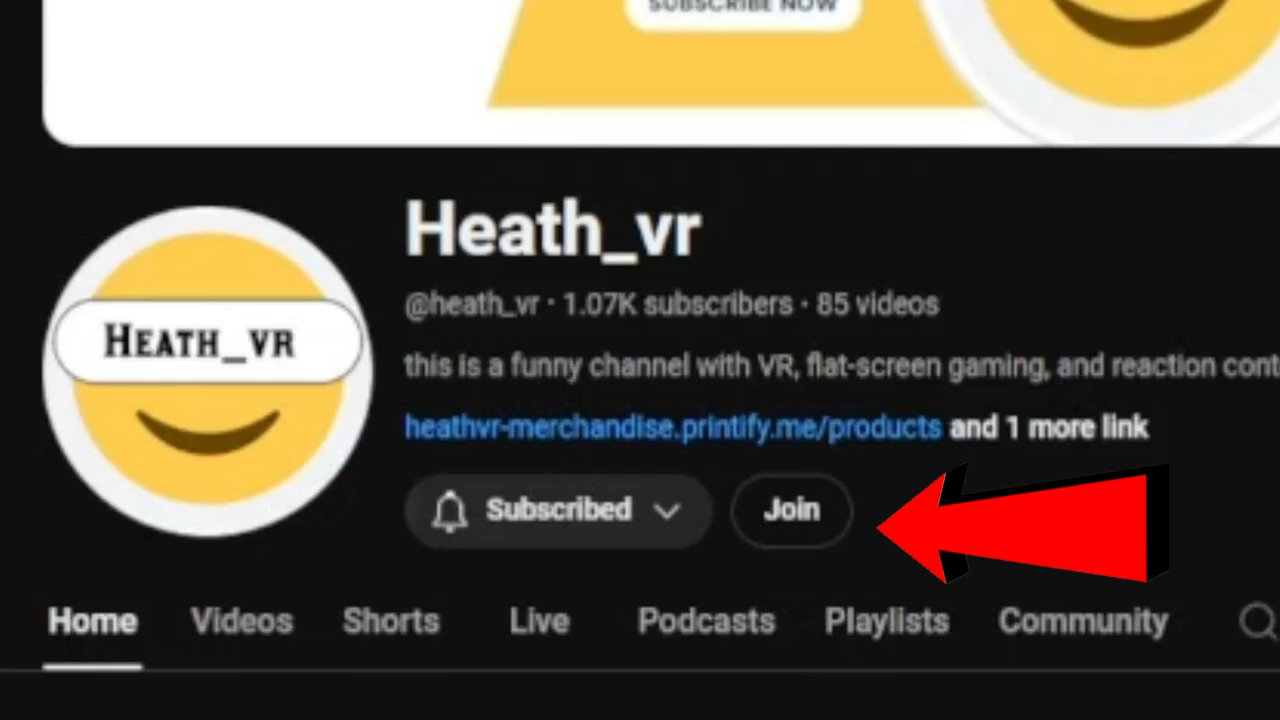 SUBSCRIBE NOW
Heath_vr
@heath_vr · 1.07K subscribers · 85 videos
HEATH_VR
this is a funny channel with VR, flat-screen gaming, and reaction cont
heathvr-merchandise.printify.me/products and 1 more link
Subscribed Join
Home Videos Shorts Live Podcasts Playlists Community